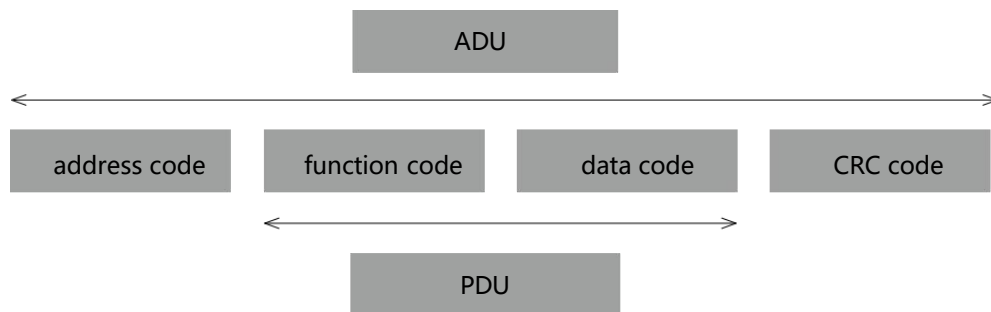 ADU
address code
function code
data code
CRC code
PDU